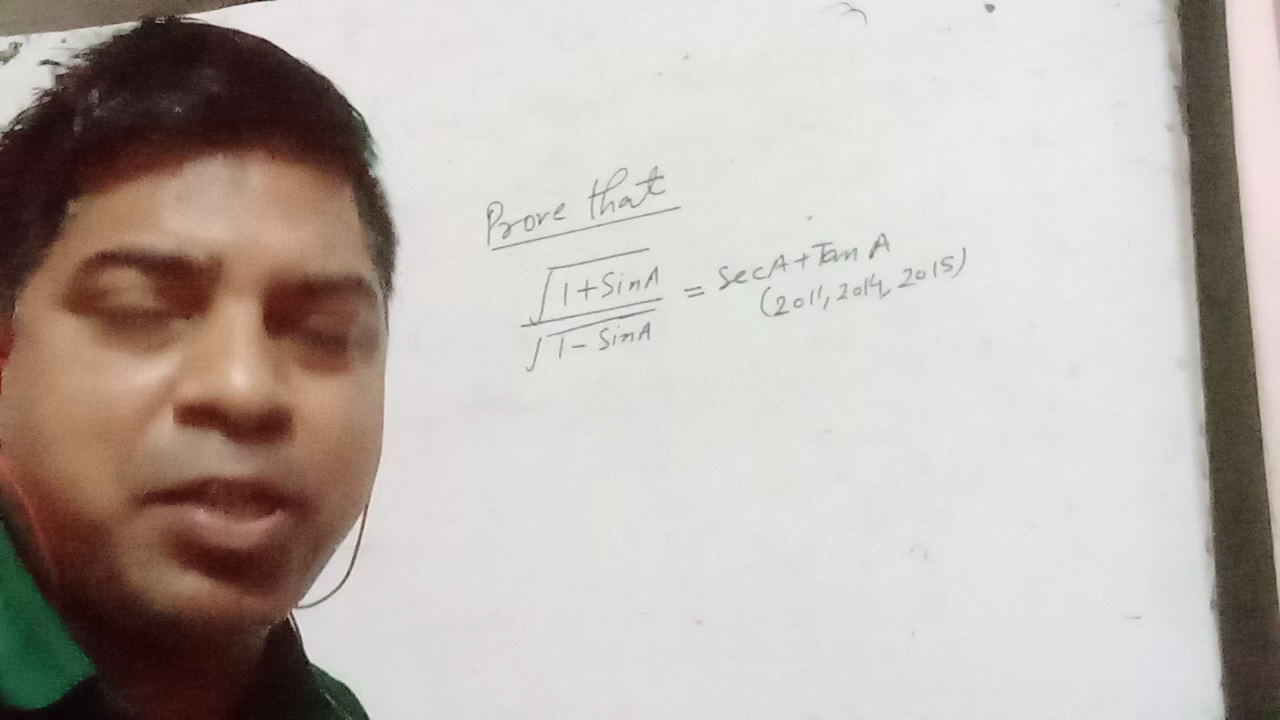 Prove that
√1+SinA / √1-SinA = SecA+TanA
(2011, 2014, 2015)